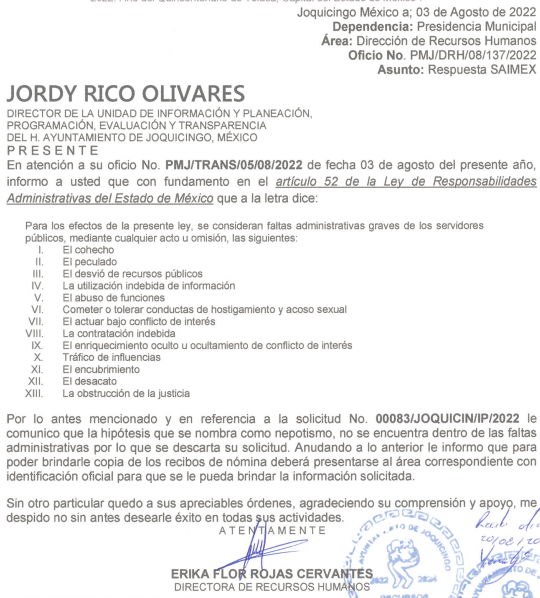 2022. Año del Quincentenario de Toluca, Capital del Estado de México
Joquicingo México a; 03 de Agosto de 2022
Dependencia: Presidencia Municipal
Área: Dirección de Recursos Humanos
Oficio No. PMJ/DRH/08/137/2022
Asunto: Respuesta SAIMEX
JORDY RICO OLIVARES
DIRECTOR DE LA UNIDAD DE INFORMACIÓN Y PLANEACIÓN,
PROGRAMACIÓN, EVALUACIÓN Y TRANSPARENCIA
DEL H. AYUNTAMIENTO DE JOQUICINGO, MÉXICO
P R E S E N T E
En atención a su oficio No. PMJ/TRANS/05/08/2022 de fecha 03 de agosto del presente año,
informo a usted que con fundamento en el artículo 52 de la Ley de Responsabilidades
Administrativas del Estado de México que a la letra dice:
Para los efectos de la presente ley, se consideran faltas administrativas graves de los servidores
públicos, mediante cualquier acto u omisión, las siguientes:
I. El cohecho
II. El peculado
III. El desvió de recursos públicos
IV. La utilización indebida de información
V. El abuso de funciones
VI. Cometer o tolerar conductas de hostigamiento y acoso sexual
VII. El actuar bajo conflicto de interés
VIII. La contratación indebida
IX. El enriquecimiento oculto u ocultamiento de conflicto de interés
X. Tráfico de influencias
XI. El encubrimiento
XII. El desacato
XIII. La obstrucción de la justicia
Por lo antes mencionado y en referencia a la solicitud No. 00083/JOQUICIN/IP/2022 le
comunico que la hipótesis que se nombra como nepotismo, no se encuentra dentro de las faltas
administrativas por lo que se descarta su solicitud. Anudando a lo anterior le informo que para
poder brindarle copia de los recibos de nómina deberá presentarse al área correspondiente con
identificación oficial para que se le pueda brindar la información solicitada.
Sin otro particular quedo a sus apreciables órdenes, agradeciendo su comprensión y apoyo, me
despido no sin antes desearle éxito en todas sus actividades.
A T E N T A M E N T E
ERIKA FLOR ROJAS CERVANTES
DIRECTORA DE RECURSOS HUMANOS
2022 2024
RECURSOS